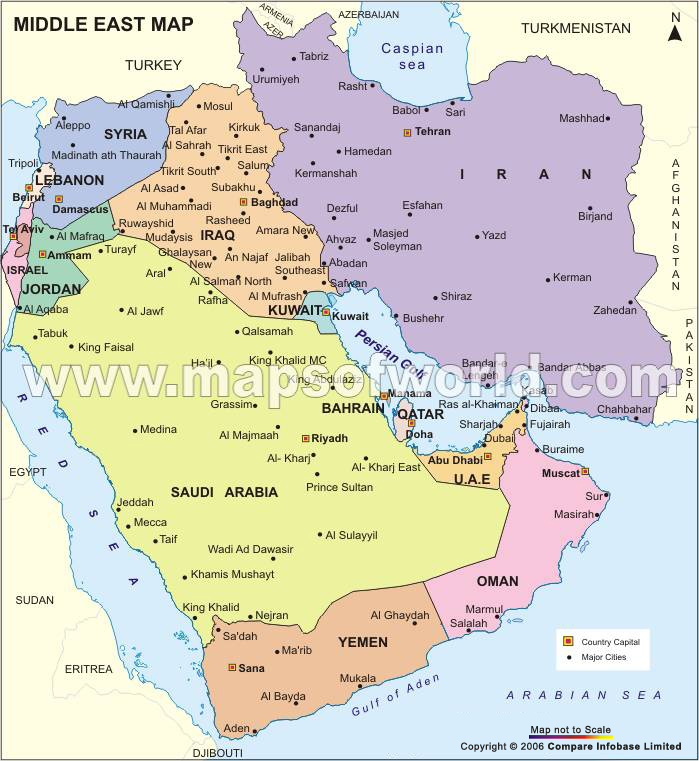 MIDDLE EAST MAP
ARMENIA
AZER.
AZERBAIJAN
Caspian
sea
TURKMENISTAN
N
TURKEY
Tabriz
Urumiyeh
Rasht
Babol
Sari
Mashhad
Al Qamishli
Mosul
Aleppo
SYRIA
Tal Afar
Kirkuk
Sanandaj
Tehran
Al Sahrah
Tikrit East
Hamedan
Madinath ath Thaurah
Tripoli
Tikrit South
Salum
Kermanshah
I R A N
AFGHANISTAN
LEBANON
Al Asad
Subakhu
Beirut
Damascus
Al Muhammadi
Baghdad
Dezful
Esfahan
Birjand
Rasheed
Tel Aviv
Al Mafraq
Ruwayshid
Mudaysis
IRAQ
Amara New
Ahvaz
Masjed
Soleyman
Yazd
Ammam
Turayf
Ghalaysan
New
An Najaf
Jalibah
Southeast
Abadan
ISRAEL
Aral
Al Salman North
Safwan
Kerman
JORDAN
Rafha
Al Mufrash
Shiraz
Zahedan
Al Aqaba
Al Jawf
KUWAIT
Kuwait
Bushehr
Tabuk
King Faisal
Qalsamah
Persian Gulf
PAKISTAN
Ha'il
King Khalid MC
Bandar-e
Lengeh
Bandar Abbas
www.mapsofworld.com
King Abdulaziz
Manama
Grassim
BAHRAIN
QATAR
Ras al-Khaiman
Dibaa
Chahbahar
Medina
Al Majmaah
Riyadh
Doha
Sharjah
Fujairah
Dubai
Buraime
Al- Kharj
Al- Kharj East
Abu Dhabi
Muscat
RED SEA
EGYPT
Prince Sultan
U.A.E
SAUDI ARABIA
Sur
Jeddah
Masirah
Mecca
Taif
Al Sulayyil
Wadi Ad Dawasir
Khamis Mushayt
OMAN
SUDAN
King Khalid
Nejran
Al Ghaydah
Marmul
Salalah
Sa'dah
YEMEN
Country Capital
Major Cities
Ma'rib
Sana
ERITREA
Mukala
Al Bayda
Gulf of Aden
ARABIAN SEA
Aden
DJIBOUTI
Map not to Scale
Copyright © 2006 Compare Infobase Limited